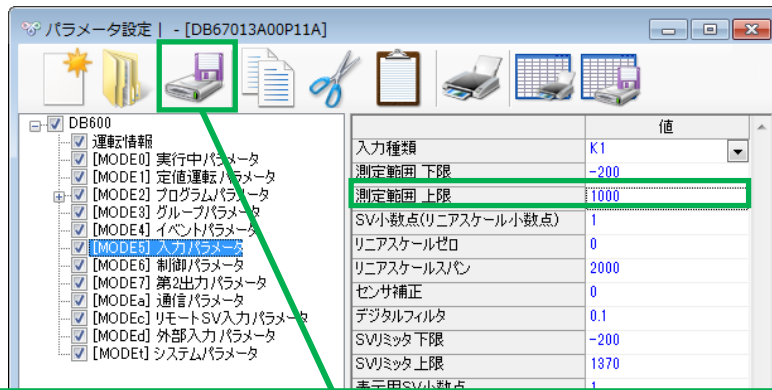 パラメータ設定 | - [DB67013A00P11A]
DB600
運転情報
[MODE0] 実行中パラメータ
[MODE1] 定値運転パラメータ
[MODE2] プログラムパラメータ
[MODE3] グループパラメータ
[MODE4] イベントパラメータ
[MODE5] 入力パラメータ
[MODE6] 制御パラメータ
[MODE7] 第2出力パラメータ
[MODEa] 通信パラメータ
[MODEc] リモートSV入力パラメータ
[MODEd] 外部入力パラメータ
[MODEt] システムパラメータ
値
入力種類 K1
測定範囲 下限 -200
測定範囲 上限 1000
SV小数点(リニアスケール小数点) 1
リニアスケールゼロ 0
リニアスケールスパン 2000
センサ補正 0
デジタルフィルタ 0.1
SVリミッタ下限 -200
SVリミッタ上限 1370
表示用SV小数点 1